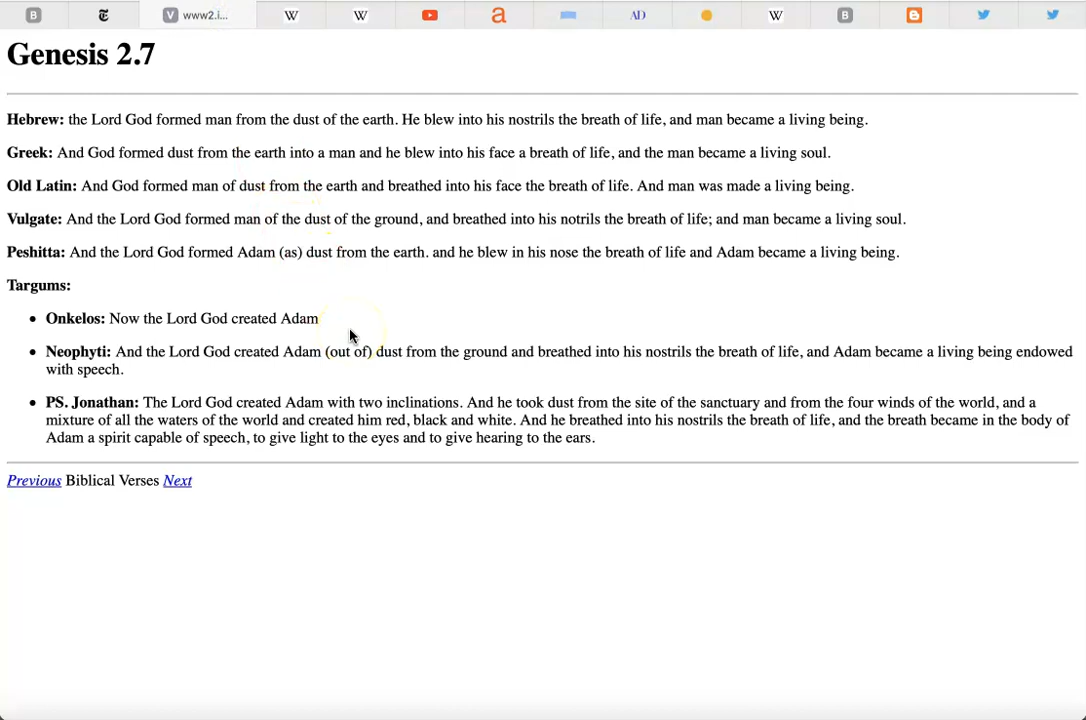 www2.i...
Genesis 2.7
Hebrew: the Lord God formed man from the dust of the earth. He blew into his nostrils the breath of life, and man became a living being.
Greek: And God formed dust from the earth into a man and he blew into his face a breath of life, and the man became a living soul.
Old Latin: And God formed man of dust from the earth and breathed into his face the breath of life. And man was made a living being.
Vulgate: And the Lord God formed man of the dust of the ground, and breathed into his notrils the breath of life; and man became a living soul.
Peshitta: And the Lord God formed Adam (as) dust from the earth. and he blew in his nose the breath of life and Adam became a living being.
Targums:
• Onkelos: Now the Lord God created Adam
• Neophyti: And the Lord God created Adam (out of) dust from the ground and breathed into his nostrils the breath of life, and Adam became a living being endowed
with speech.
• PS. Jonathan: The Lord God created Adam with two inclinations. And he took dust from the site of the sanctuary and from the four winds of the world, and a
mixture of all the waters of the world and created him red, black and white. And he breathed into his nostrils the breath of life, and the breath became in the body of
Adam a spirit capable of speech, to give light to the eyes and to give hearing to the ears.
Previous Biblical Verses Next